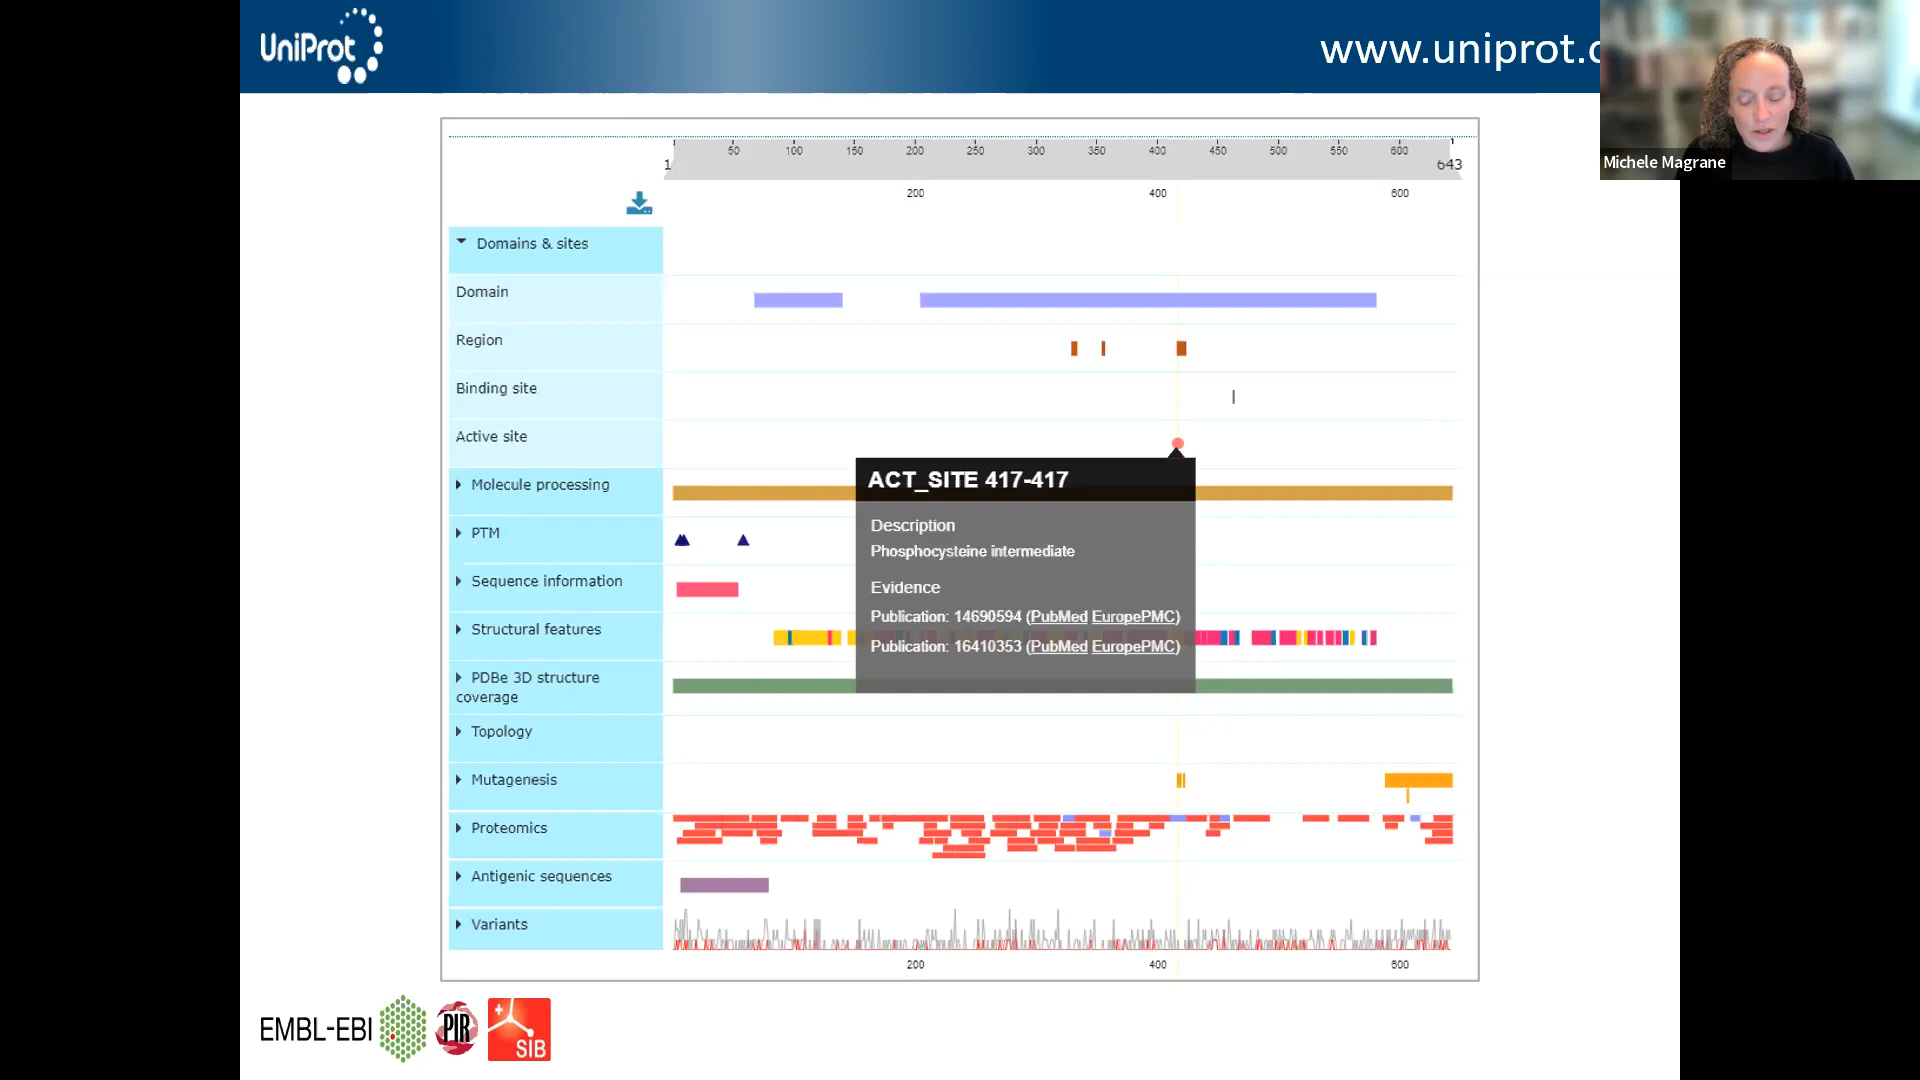 UniProt
www.uniprot.
Michele Magrane
50 100 150 200 250 300 350 400 450 500 550 600
1 643
200 400 600
Domains & sites
Domain
Region
Binding site
Active site
ACT_SITE 417-417
Description
Phosphocysteine intermediate
Evidence
Publication: 14690594 (PubMed EuropePMC)
Publication: 16410353 (PubMed EuropePMC)
Molecule processing
PTM
Sequence information
Structural features
PDBe 3D structure
coverage
Topology
Mutagenesis
Proteomics
Antigenic sequences
Variants
200 400 600
EMBL-EBI
PIR
SIB